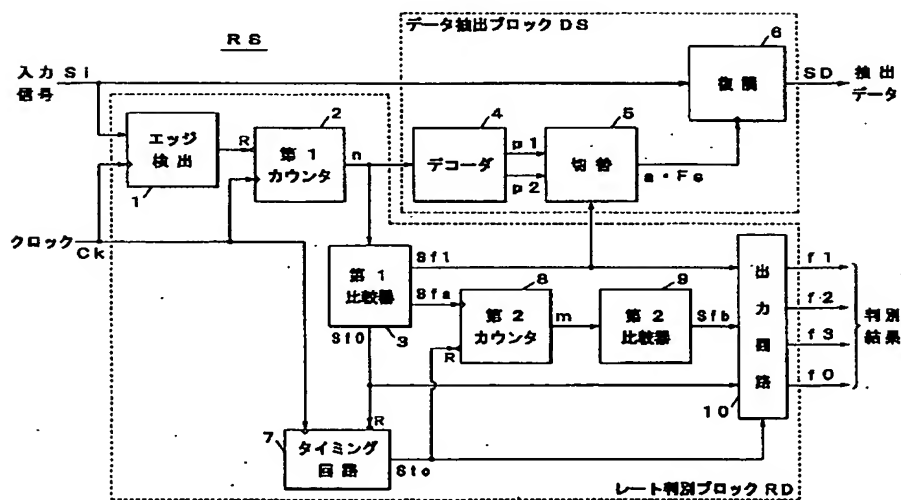 データ抽出ブロックDS
RS
入力 Si
信号
6
復調
SD
抽出
データ
エッジ
検出
1
R
2
第1
カウンタ
n
4
デコーダ
p1
p2
5
切替
a・Fs
クロック
Ck
第1
比較器
3
Sf1
Sfa
Sf0
8
第2
カウンタ
R
m
9
第2
比較器
Sfb
出力回路
10
f1
f2
f3
f0
判別
結果
R
7
タイミング
回路
Sto
レート判別ブロックRD